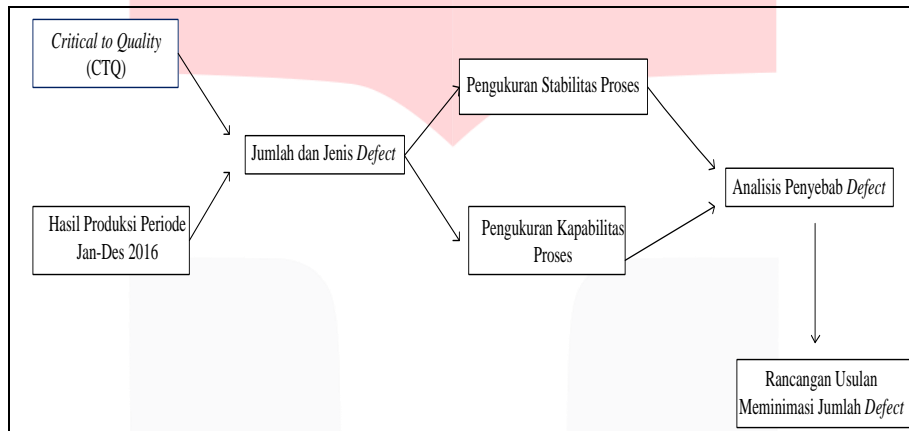 Critical to Quality
(CTQ)
Pengukuran Stabilitas Proses
Jumlah dan Jenis Defect
Analisis Penyebab Defect
Hasil Produksi Periode
Jan-Des 2016
Pengukuran Kapabilitas
Proses
Rancangan Usulan
Meminimasi Jumlah Defect